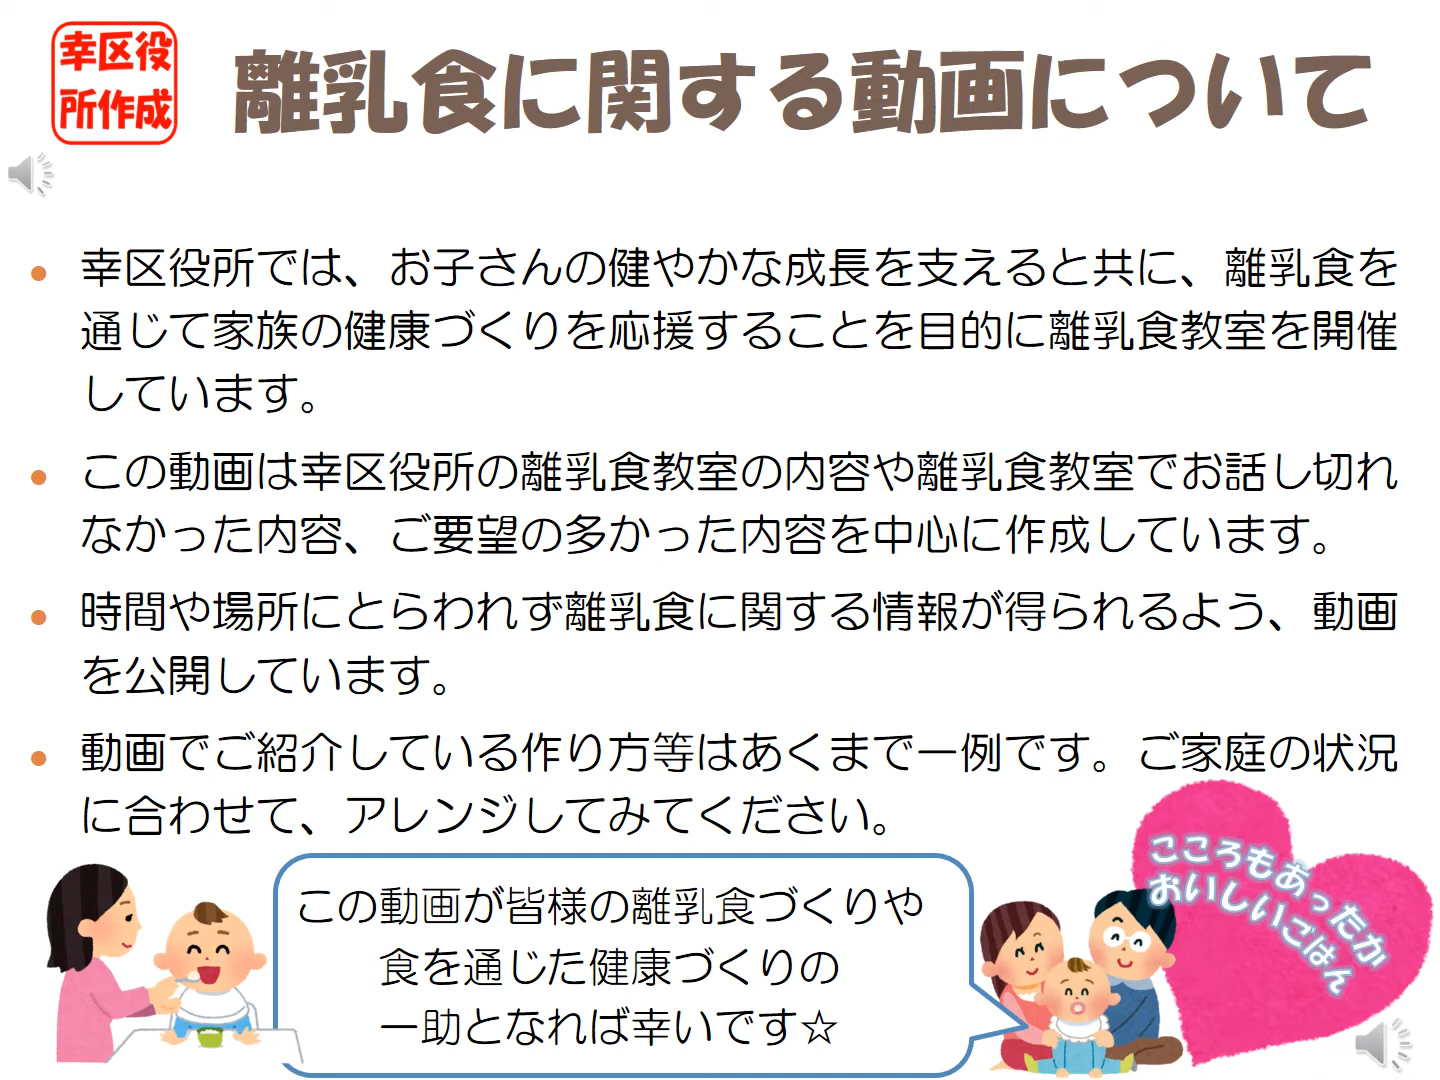 幸区役
所作成
離乳食に関する動画について
幸区役所では、お子さんの健やかな成長を支えると共に、離乳食を
通じて家族の健康づくりを応援することを目的に離乳食教室を開催
しています。
この動画は幸区役所の離乳食教室の内容や離乳食教室でお話し切れ
なかった内容、ご要望の多かった内容を中心に作成しています。
時間や場所にとらわれず離乳食に関する情報が得られるよう、動画
を公開しています。
動画でご紹介している作り方等はあくまで一例です。ご家庭の状況
に合わせて、アレンジしてみてください。
この動画が皆様の離乳食づくりや
食を通じた健康づくりの
一助となれば幸いです☆
こころもあったか
おいしいごはん